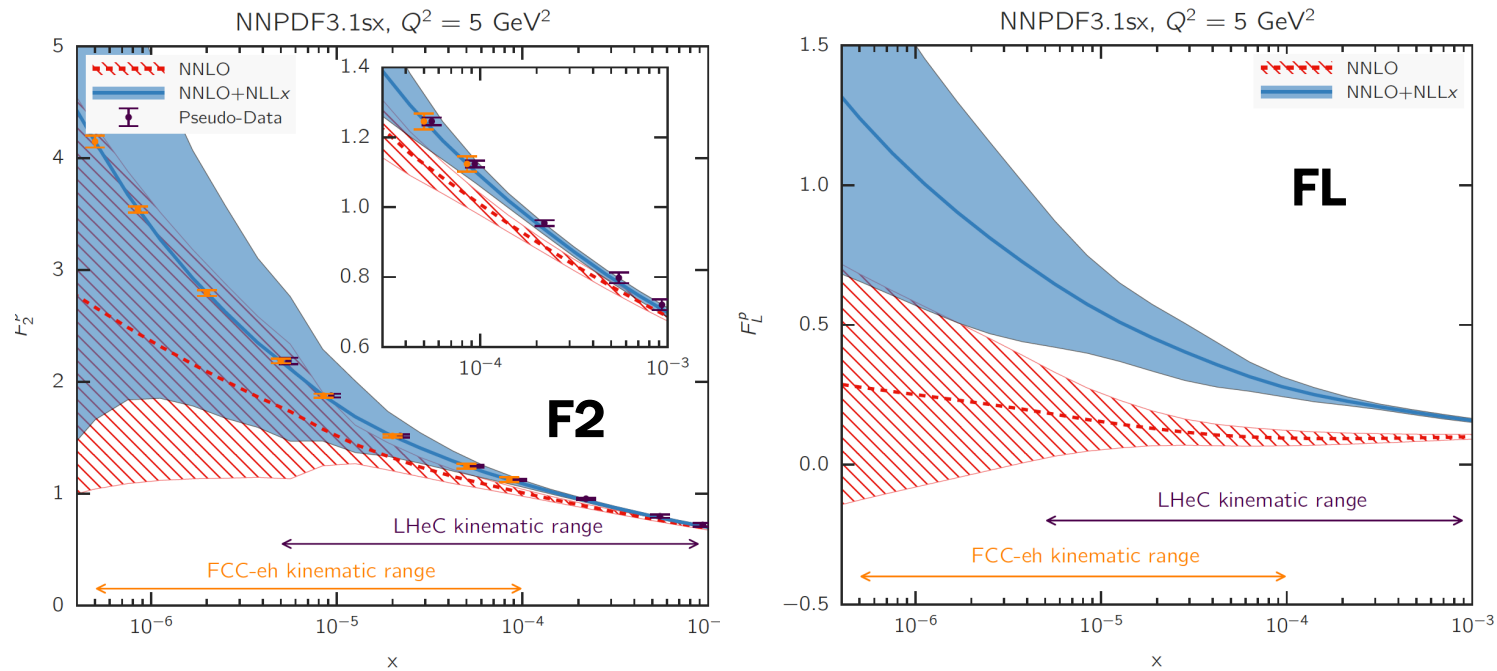 NNPDF3.1sx, Q² = 5 GeV²
5
4
3
2
1
0
NNLO
NNLO+NLLx
Pseudo-Data
1.4
1.2
1.0
0.8
0.6
10⁻⁴
10⁻³
F2
LHeC kinematic range
FCC-eh kinematic range
10⁻⁶
10⁻⁵
10⁻⁴
10⁻
x
NNPDF3.1sx, Q² = 5 GeV²
1.5
1.0
0.5
0.0
−0.5
F_L^p
NNLO
NNLO+NLLx
FL
LHeC kinematic range
FCC-eh kinematic range
10⁻⁶
10⁻⁵
10⁻⁴
10⁻³
x